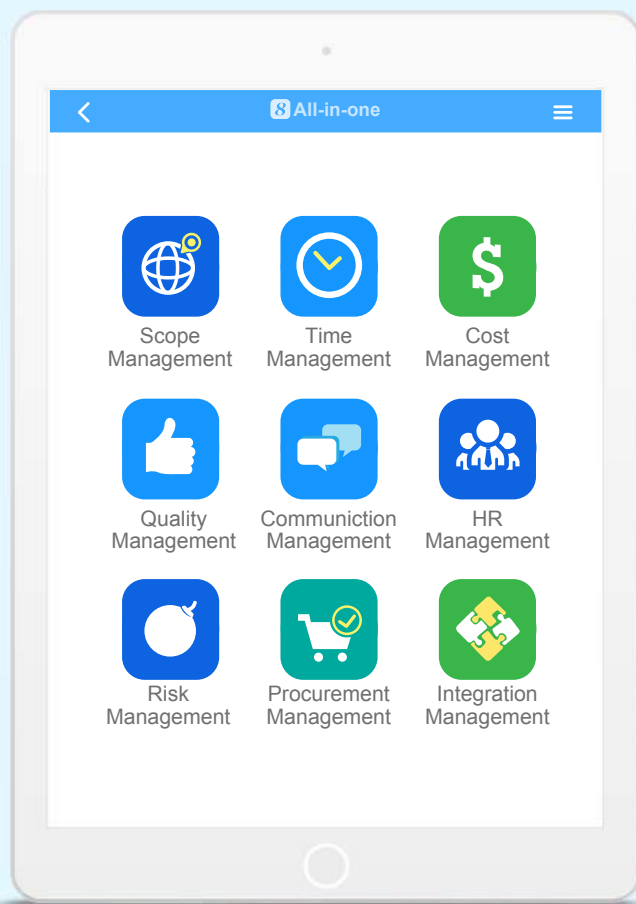 8 All-in-one
Scope
Management
Time
Management
$
Cost
Management
Quality
Management
Communiction
Management
HR
Management
Risk
Management
Procurement
Management
Integration
Management